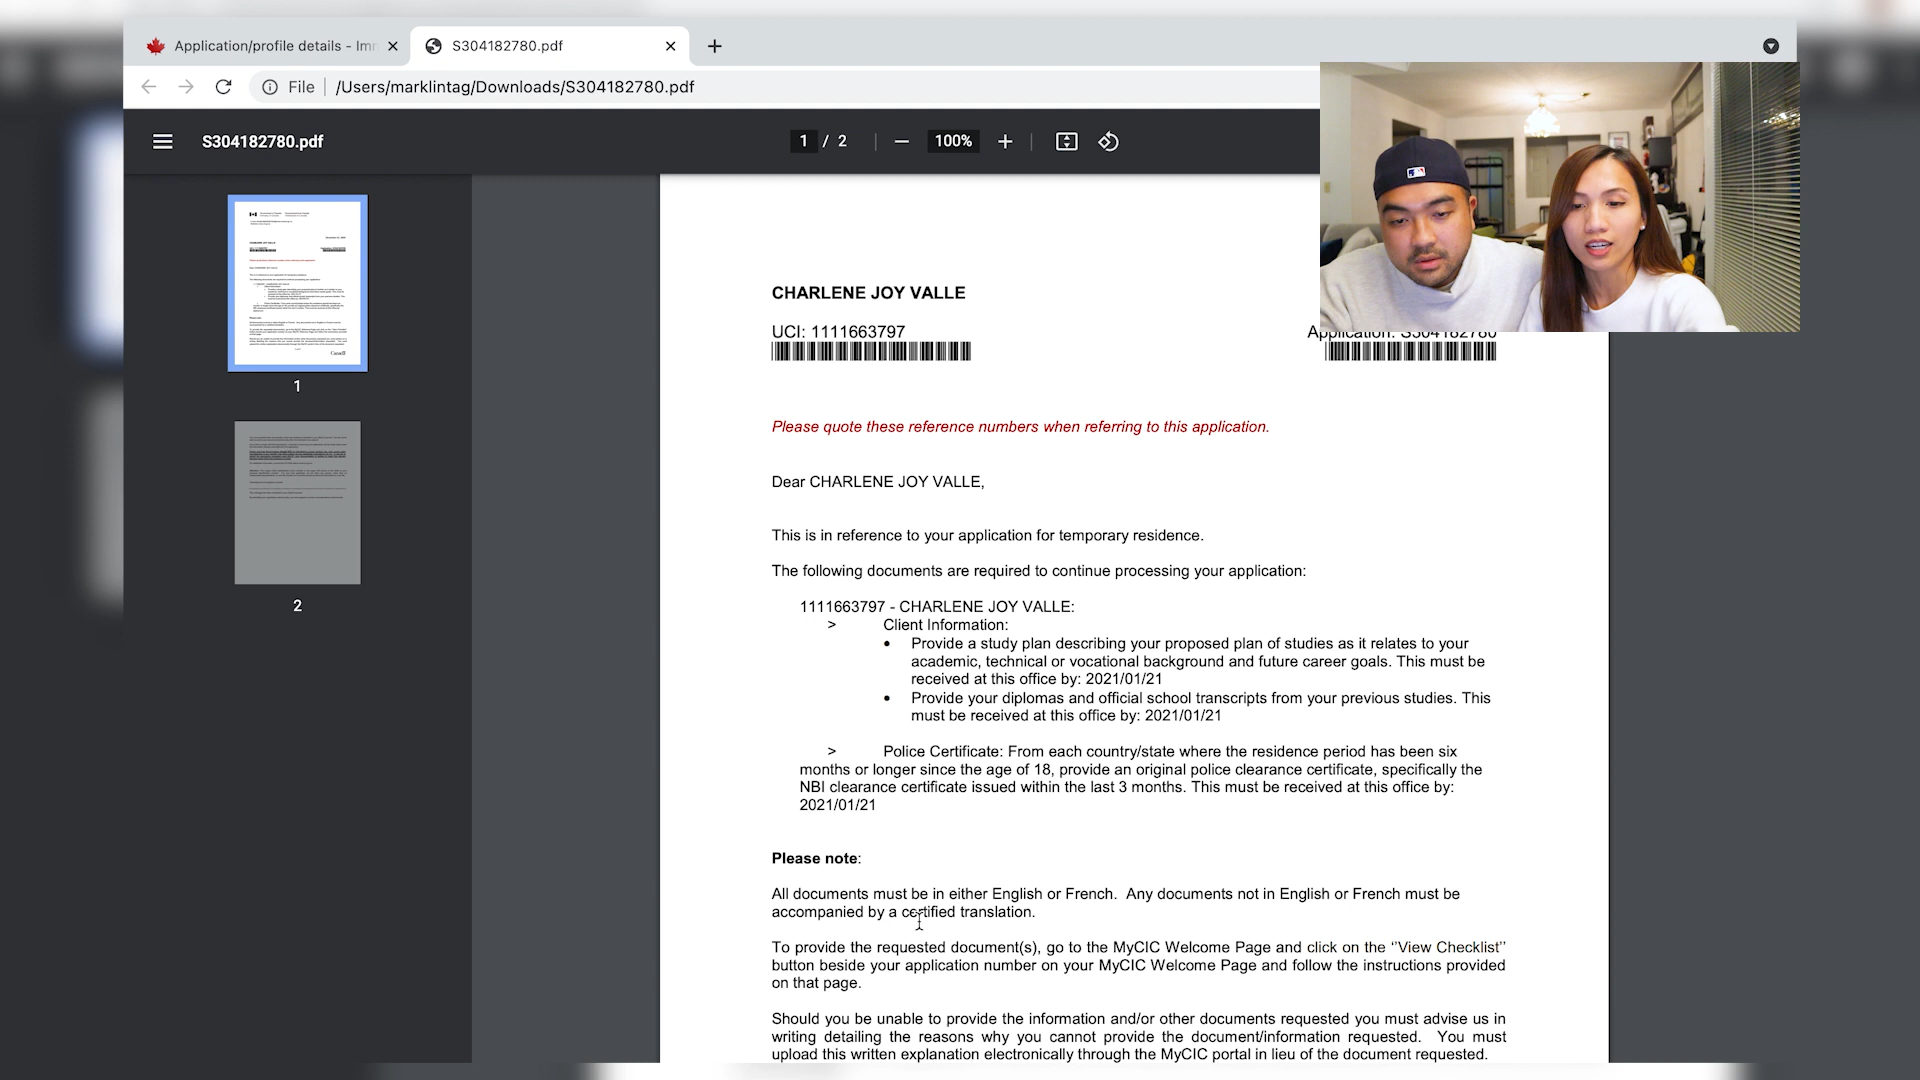 Application/profile details - Im
S304182780.pdf
File
/Users/marklintag/Downloads/S304182780.pdf
S304182780.pdf
1 / 2
100%
1
2
CHARLENE JOY VALLE
UCI: 1111663797
Application: S304182780
Please quote these reference numbers when referring to this application.
Dear CHARLENE JOY VALLE,
This is in reference to your application for temporary residence.
The following documents are required to continue processing your application:
1111663797 - CHARLENE JOY VALLE:
> Client Information:
• Provide a study plan describing your proposed plan of studies as it relates to your
academic, technical or vocational background and future career goals. This must be
received at this office by: 2021/01/21
• Provide your diplomas and official school transcripts from your previous studies. This
must be received at this office by: 2021/01/21
> Police Certificate: From each country/state where the residence period has been six
months or longer since the age of 18, provide an original police clearance certificate, specifically the
NBI clearance certificate issued within the last 3 months. This must be received at this office by:
2021/01/21
Please note:
All documents must be in either English or French. Any documents not in English or French must be
accompanied by a certified translation.
To provide the requested document(s), go to the MyCIC Welcome Page and click on the ‘‘View Checklist’’
button beside your application number on your MyCIC Welcome Page and follow the instructions provided
on that page.
Should you be unable to provide the information and/or other documents requested you must advise us in
writing detailing the reasons why you cannot provide the document/information requested. You must
upload this written explanation electronically through the MyCIC portal in lieu of the document requested.